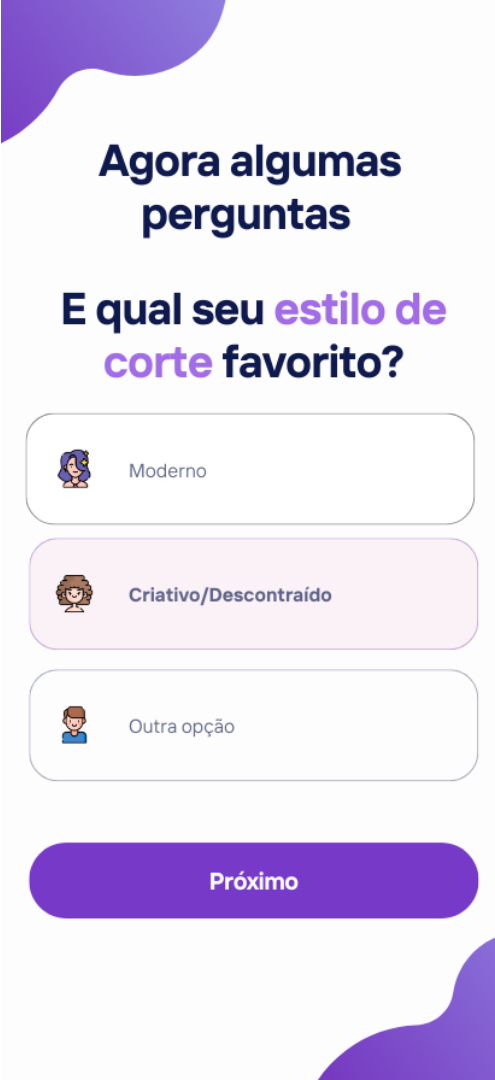 Agora algumas
perguntas
E qual seu estilo de
corte favorito?
Moderno
Criativo/Descontraído
Outra opção
Próximo